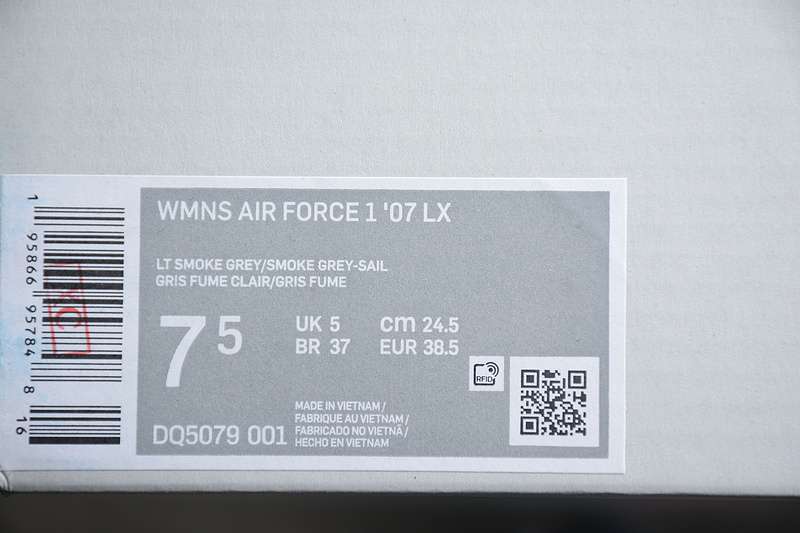 WMNS AIR FORCE 1 '07 LX
LT SMOKE GREY/SMOKE GREY-SAIL
GRIS FUME CLAIR/GRIS FUME
7 5
UK 5 cm 24.5
BR 37 EUR 38.5
RFID
MADE IN VIETNAM /
FABRIQUE AU VIETNAM /
FABRICADO NO VIETNÃ /
HECHO EN VIETNAM
DQ5079 001
1 95866 95784 8
16